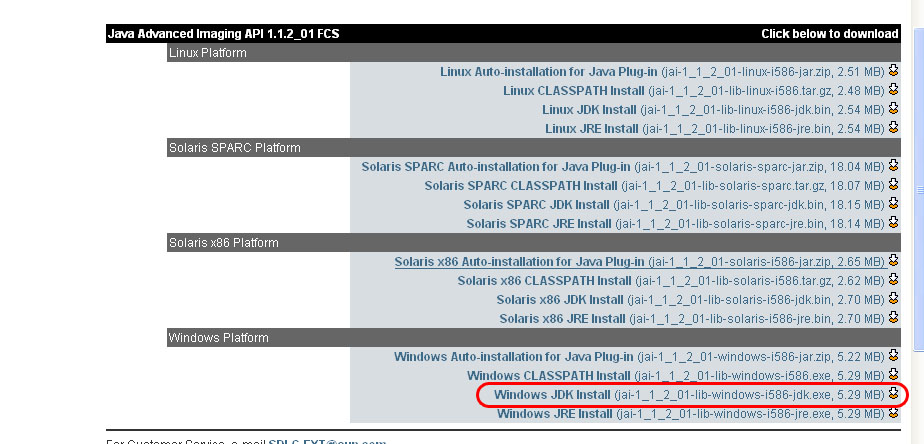 Java Advanced Imaging API 1.1.2_01 FCS Click below to download
Linux Platform
Linux Auto-installation for Java Plug-in (jai-1_1_2_01-linux-i586-jar.zip, 2.51 MB)
Linux CLASSPATH Install (jai-1_1_2_01-lib-linux-i586.tar.gz, 2.48 MB)
Linux JDK Install (jai-1_1_2_01-lib-linux-i586-jdk.bin, 2.54 MB)
Linux JRE Install (jai-1_1_2_01-lib-linux-i586-jre.bin, 2.54 MB)
Solaris SPARC Platform
Solaris SPARC Auto-installation for Java Plug-in (jai-1_1_2_01-solaris-sparc-jar.zip, 18.04 MB)
Solaris SPARC CLASSPATH Install (jai-1_1_2_01-lib-solaris-sparc.tar.gz, 18.07 MB)
Solaris SPARC JDK Install (jai-1_1_2_01-lib-solaris-sparc-jdk.bin, 18.15 MB)
Solaris SPARC JRE Install (jai-1_1_2_01-lib-solaris-sparc-jre.bin, 18.14 MB)
Solaris x86 Platform
Solaris x86 Auto-installation for Java Plug-in (jai-1_1_2_01-solaris-i586-jar.zip, 2.65 MB)
Solaris x86 CLASSPATH Install (jai-1_1_2_01-lib-solaris-i586.tar.gz, 2.62 MB)
Solaris x86 JDK Install (jai-1_1_2_01-lib-solaris-i586-jdk.bin, 2.70 MB)
Solaris x86 JRE Install (jai-1_1_2_01-lib-solaris-i586-jre.bin, 2.70 MB)
Windows Platform
Windows Auto-installation for Java Plug-in (jai-1_1_2_01-windows-i586-jar.zip, 5.22 MB)
Windows CLASSPATH Install (jai-1_1_2_01-lib-windows-i586.exe, 5.29 MB)
Windows JDK Install (jai-1_1_2_01-lib-windows-i586-jdk.exe, 5.29 MB)
Windows JRE Install (jai-1_1_2_01-lib-windows-i586-jre.exe, 5.29 MB)
For Customer Service, e-mail SDLC EXT@sun.com